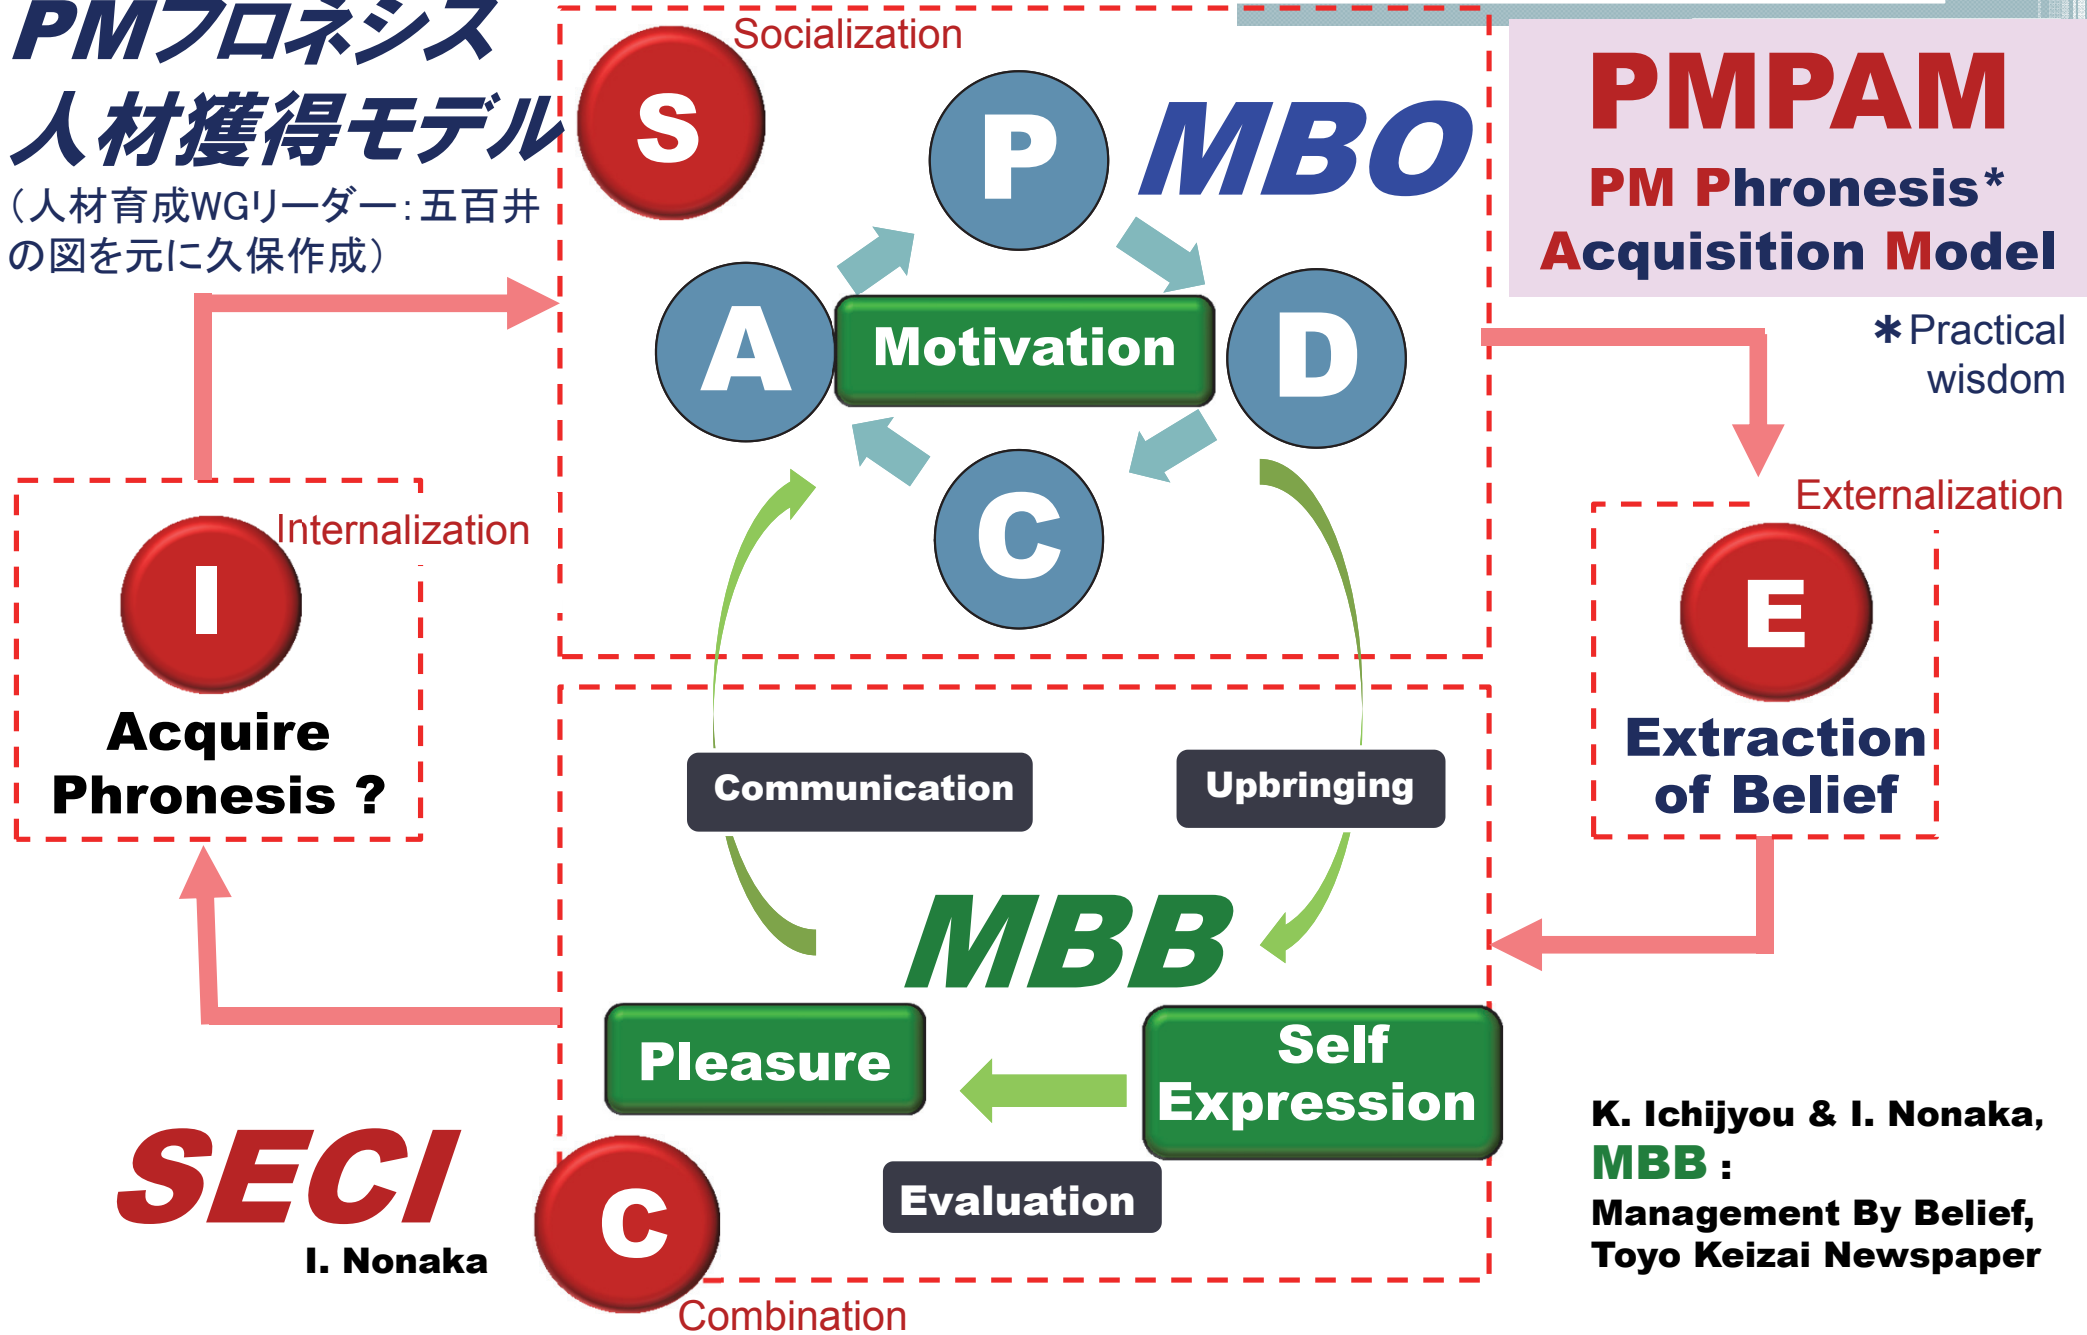 PMフロネシス
人材獲得モデル
（人材育成WGリーダー：五百井
の図を元に久保作成）
Socialization
S
P
MBO
A
Motivation
D
C
PMPAM
PM Phronesis*
Acquisition Model
＊Practical
wisdom
Internalization
I
Acquire
Phronesis ?
Externalization
E
Extraction
of Belief
Communication
Upbringing
MBB
Pleasure
Self
Expression
Evaluation
C
Combination
SECI
I. Nonaka
K. Ichijyou & I. Nonaka,
MBB :
Management By Belief,
Toyo Keizai Newspaper